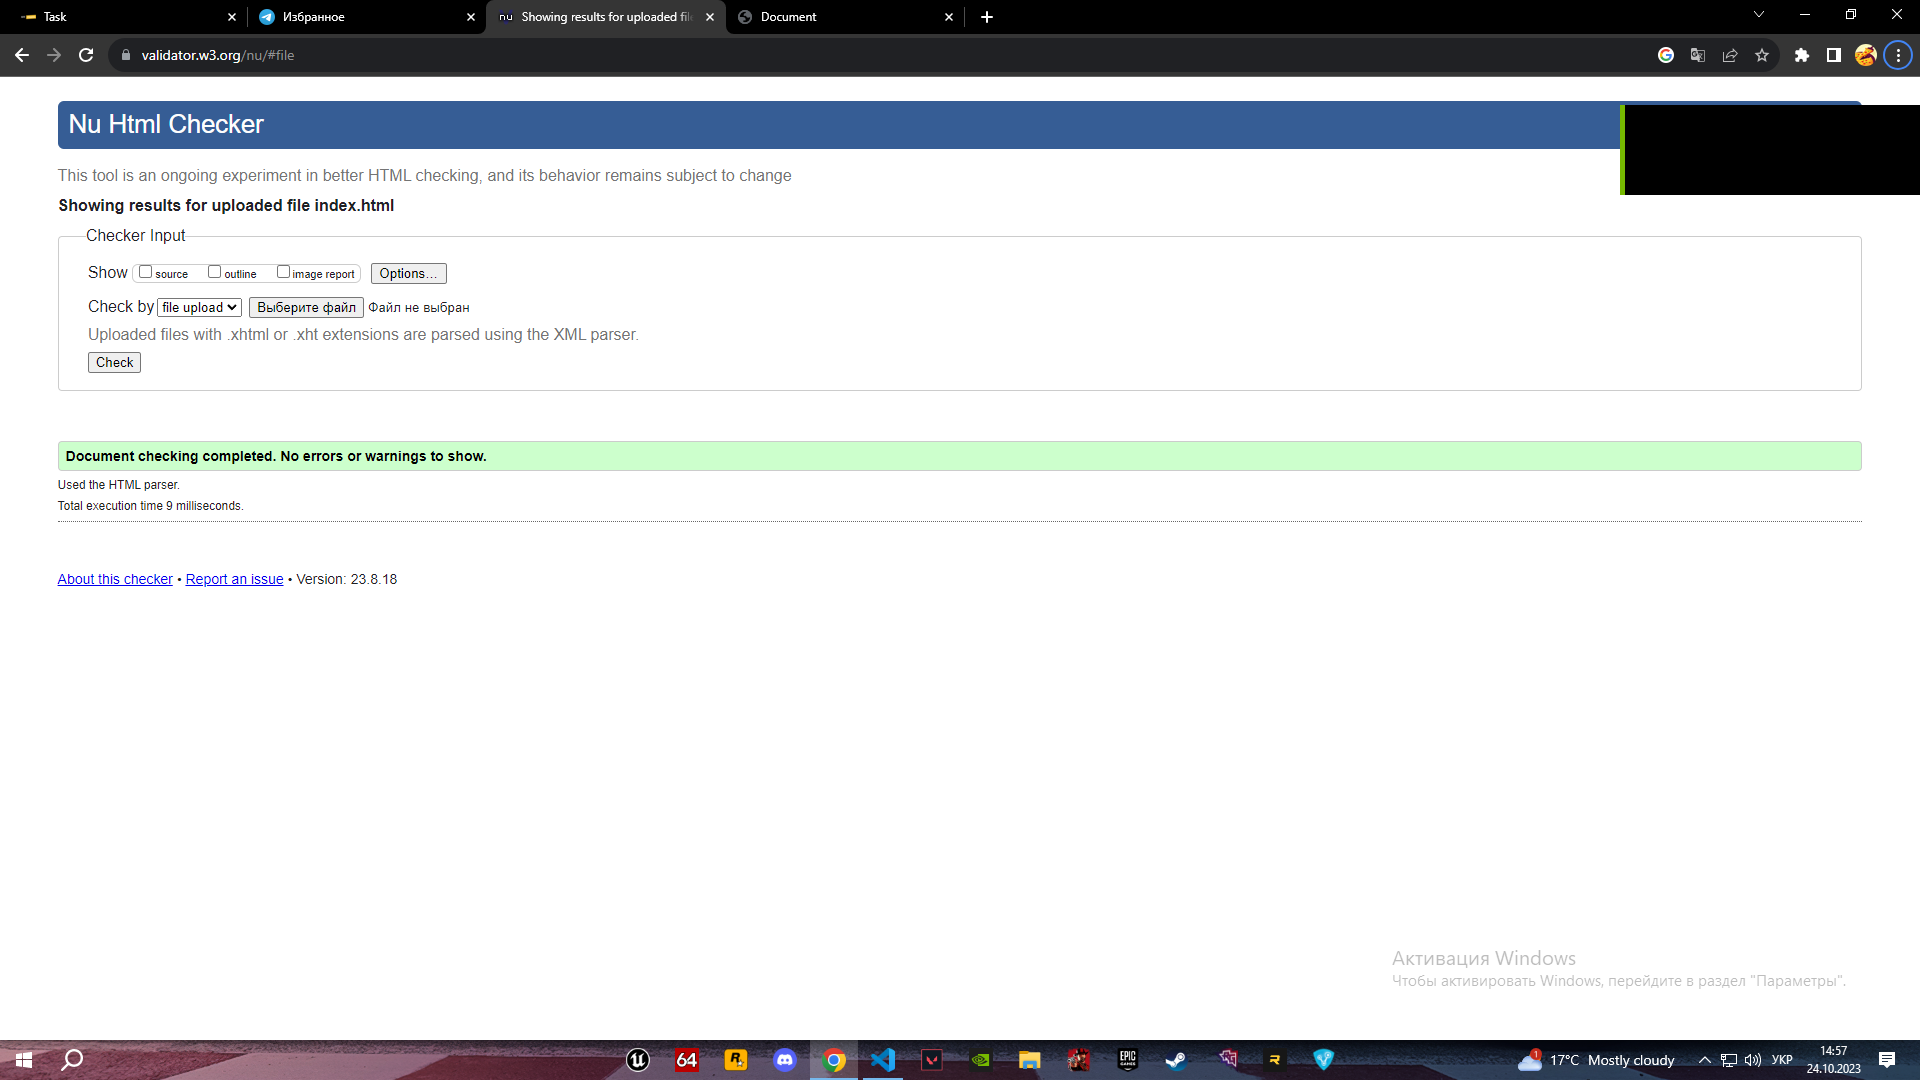 Task
Избранное
nu Showing results for uploaded fil
Document
validator.w3.org/nu/#file
Nu Html Checker
This tool is an ongoing experiment in better HTML checking, and its behavior remains subject to change
Showing results for uploaded file index.html
Checker Input
Show source outline image report Options...
Check by file upload Выберите файл Файл не выбран
Uploaded files with .xhtml or .xht extensions are parsed using the XML parser.
Check
Document checking completed. No errors or warnings to show.
Used the HTML parser.
Total execution time 9 milliseconds.
About this checker • Report an issue • Version: 23.8.18
Активация Windows
Чтобы активировать Windows, перейдите в раздел "Параметры".
64
EPIC
GAMES
1
17°C Mostly cloudy
УКР
14:57
24.10.2023